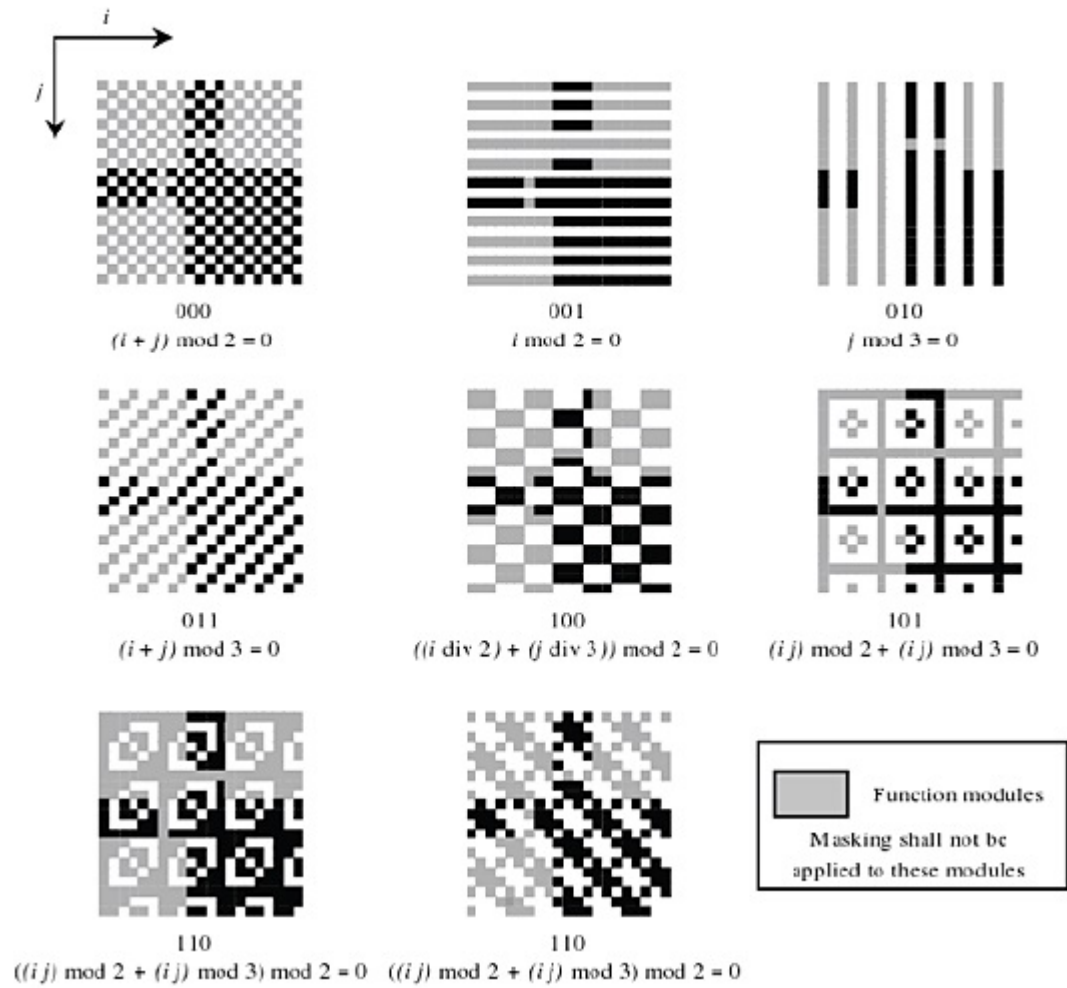 i
j
000
(i + j) mod 2 = 0
001
i mod 2 = 0
010
j mod 3 = 0
011
(i + j) mod 3 = 0
100
((i div 2) + (j div 3)) mod 2 = 0
101
(i j) mod 2 + (i j) mod 3 = 0
110
((i j) mod 2 + (i j) mod 3) mod 2 = 0
110
((i j) mod 2 + (i j) mod 3) mod 2 = 0
Function modules
Masking shall not be
applied to these modules